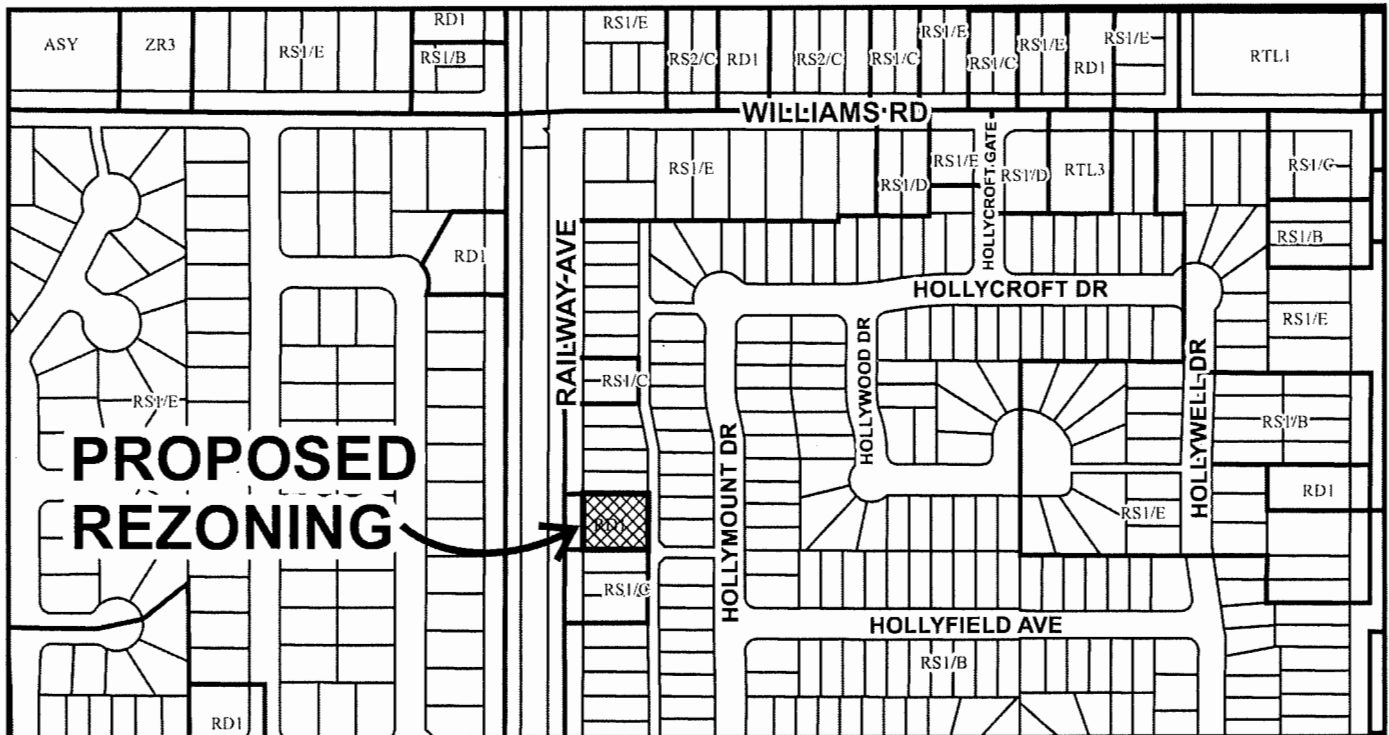 ASY
ZR3
RS1/E
RD1
RS1/B
RS1/E
RS2/C
RD1
RS2/C
RS1/C
RS1/E
RS1/C
RS1/E
RD1
RS1/E
RTL1
WILLIAMS RD
RS1/E
RS1/D
RS1/E
HOLLYCROFT GATE
RS1/D
RTL3
RS1/C
RS1/B
RD1
RAILWAY AVE
HOLLYCROFT DR
RS1/E
HOLLYWOOD DR
HOLLYWELL DR
RS1/C
RS1/E
RS1/B
PROPOSED
REZONING
HOLLYMOUNT DR
RD1
RD1
RS1/E
RS1/C
HOLLYFIELD AVE
RS1/B
RD1